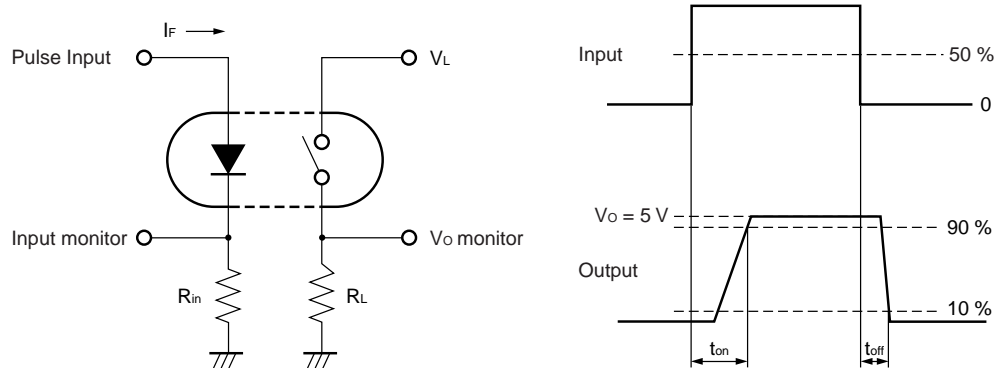 IF
Pulse Input
VL
Input monitor
VO monitor
Rin
RL
Input
50 %
0
VO = 5 V
90 %
Output
10 %
ton
toff